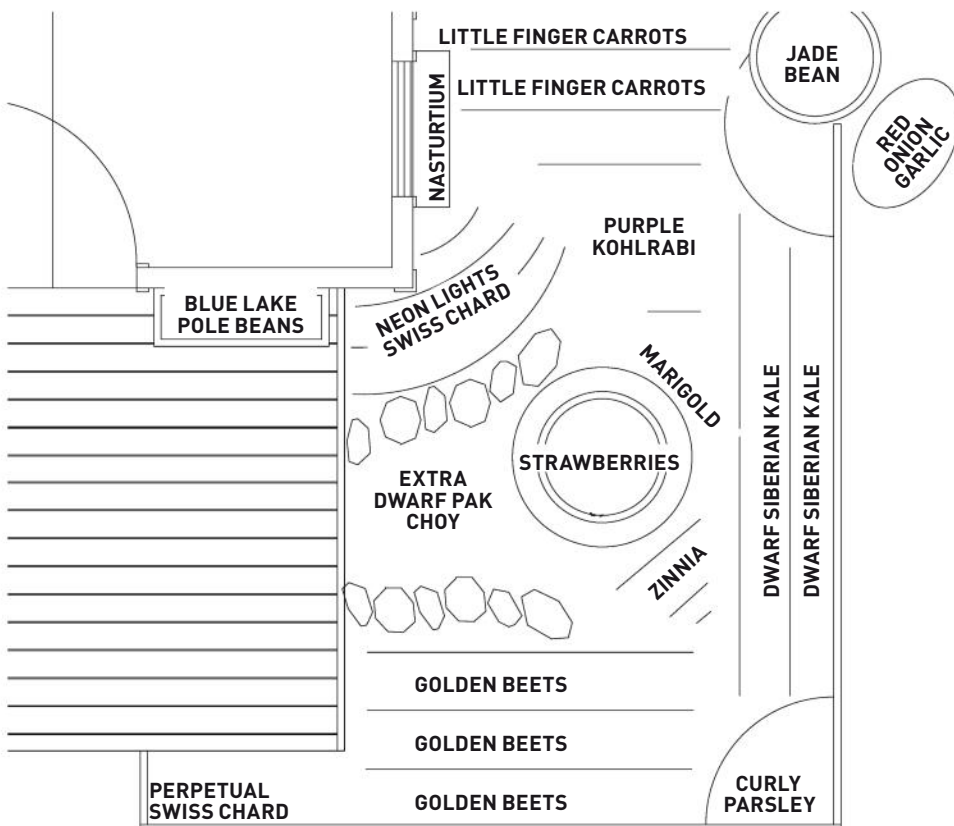 LITTLE FINGER CARROTS
JADE
BEAN
LITTLE FINGER CARROTS
NASTURTIUM
RED
ONION
GARLIC
PURPLE
KOHLRABI
NEON LIGHTS
SWISS CHARD
BLUE LAKE
POLE BEANS
MARIGOLD
STRAWBERRIES
EXTRA
DWARF PAK
CHOY
DWARF SIBERIAN KALE
DWARF SIBERIAN KALE
ZINNIA
GOLDEN BEETS
GOLDEN BEETS
GOLDEN BEETS
PERPETUAL
SWISS CHARD
CURLY
PARSLEY